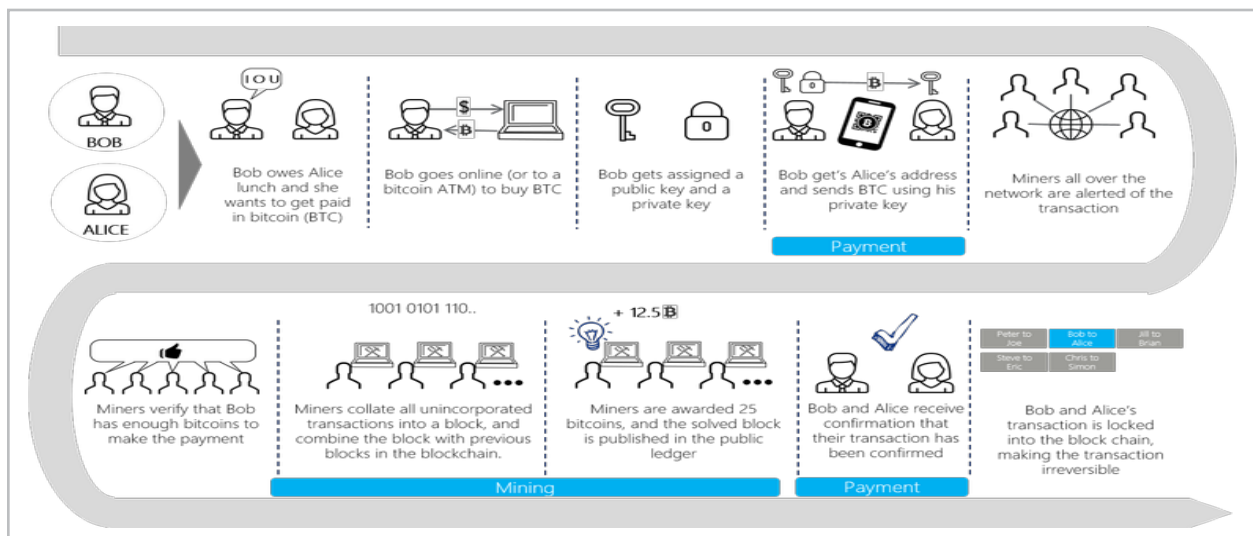 BOB
ALICE
I O U
Bob owes Alice
lunch and she
wants to get paid
in bitcoin (BTC)
$
₿
Bob goes online (or to a
bitcoin ATM) to buy BTC
0
Bob gets assigned a
public key and a
private key
0
₿
₿
Bob get's Alice's address
and sends BTC using his
private key
Payment
Miners all over the
network are alerted of the
transaction
Miners verify that Bob
has enough bitcoins to
make the payment
1001 0101 110..
Miners collate all unincorporated
transactions into a block, and
combine the block with previous
blocks in the blockchain.
+ 12.5₿
Miners are awarded 25
bitcoins, and the solved block
is published in the public
ledger
Mining
Bob and Alice receive
confirmation that
their transaction has
been confirmed
Payment
Peter to
Joe
Bob to
Alice
Jill to
Brian
Steve to
Eric
Chris to
Simon
Bob and Alice's
transaction is locked
into the block chain,
making the transaction
irreversible